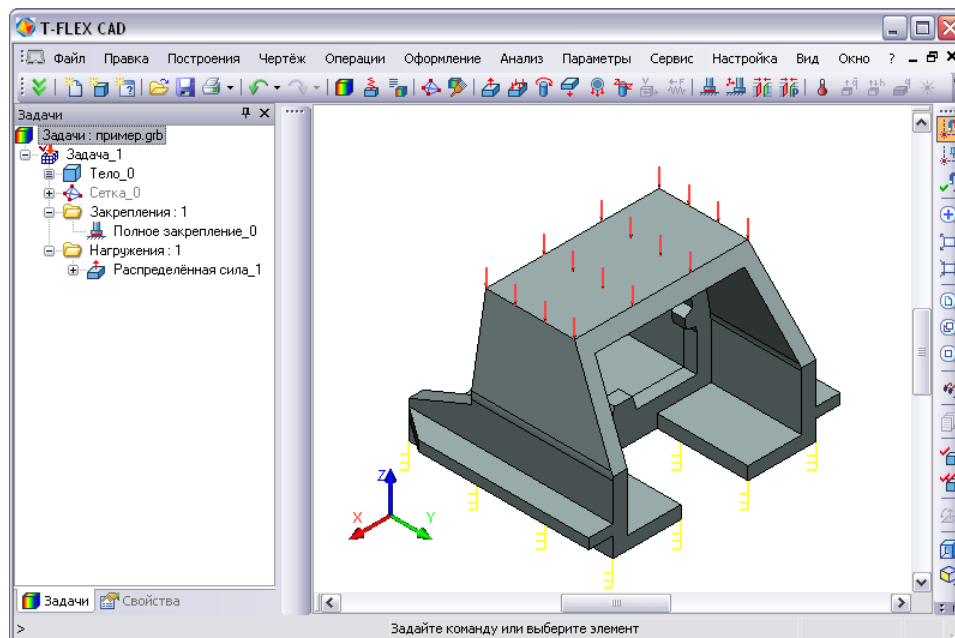 T-FLEX CAD
Файл Правка Построения Чертёж Операции Оформление Анализ Параметры Сервис Настройка Вид Окно ?
Задачи
Задачи : пример.grb
Задача_1
Тело_0
Сетка_0
Закрепления : 1
Полное закрепление_0
Нагружения : 1
Распределённая сила_1
Z
X
Y
Задачи Свойства
> Задайте команду или выберите элемент